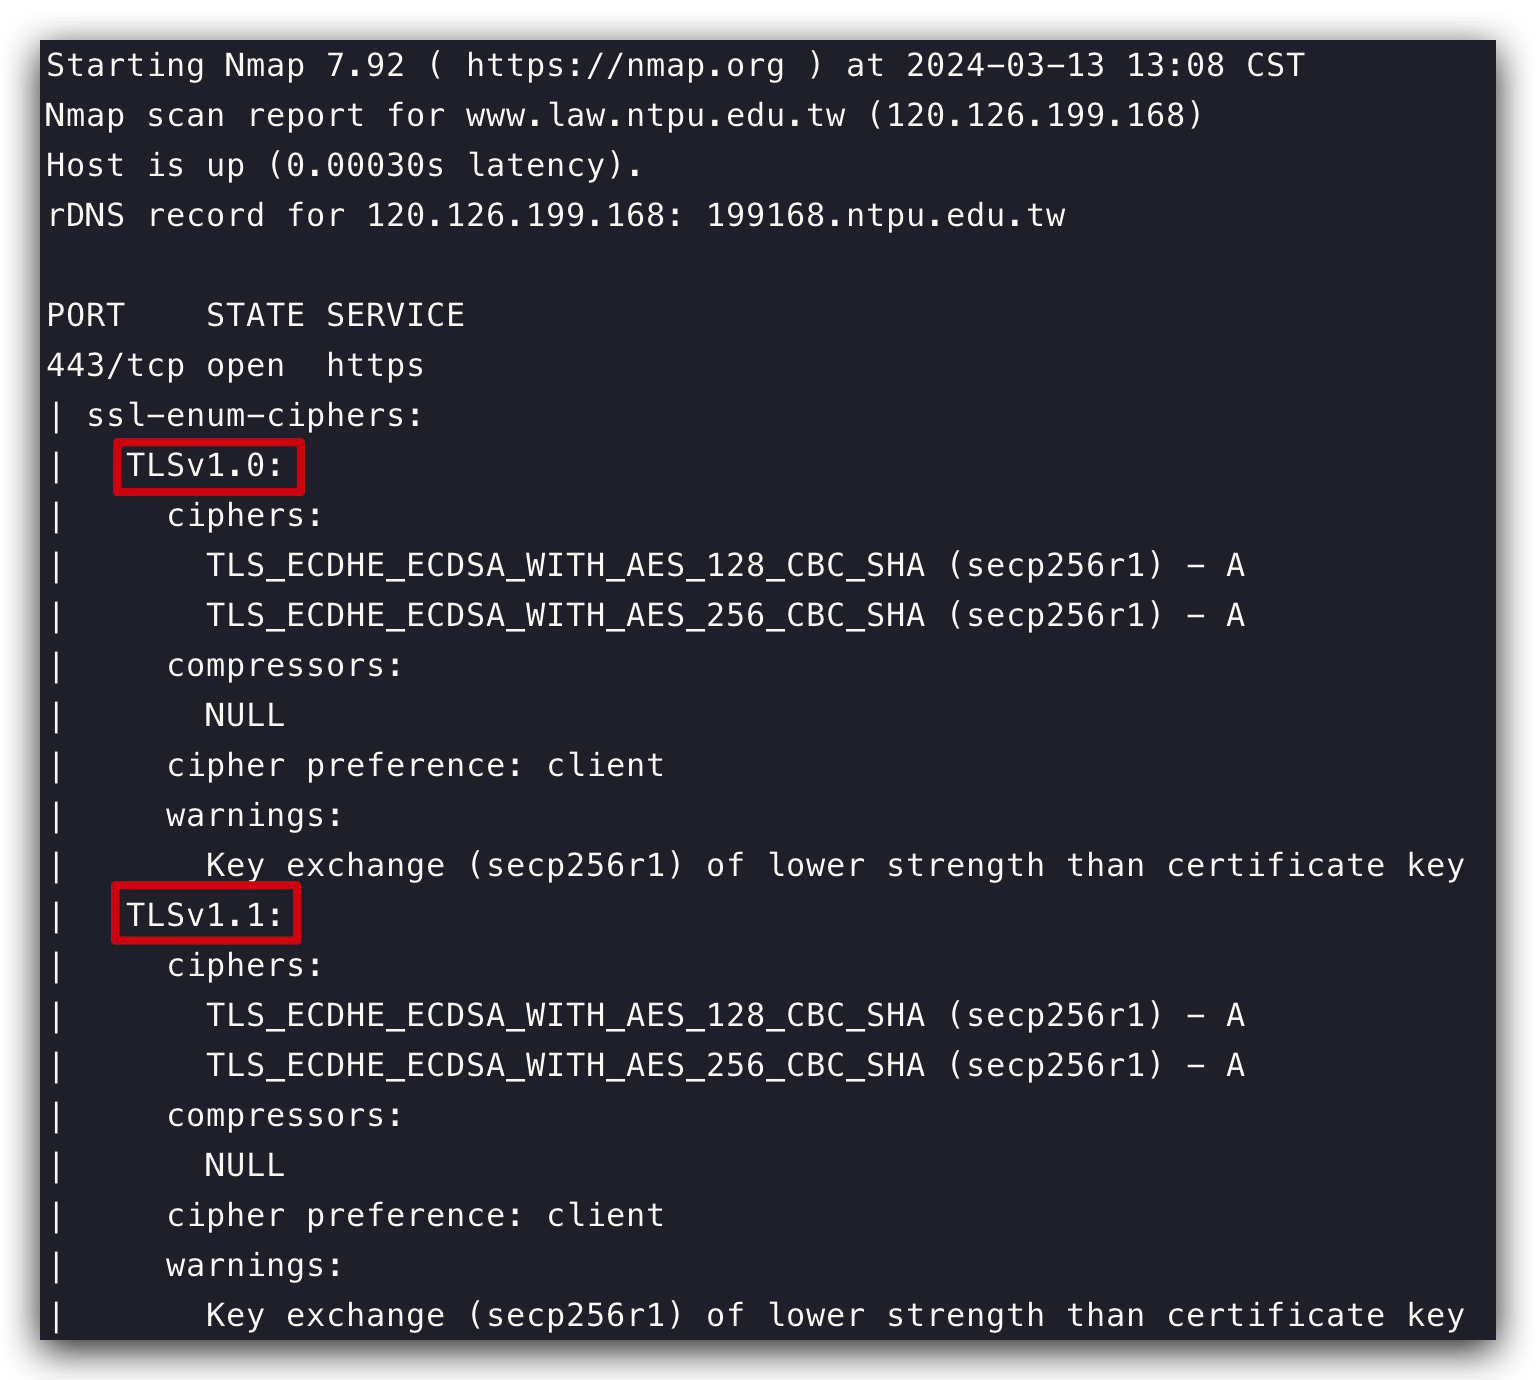 Starting Nmap 7.92 ( https://nmap.org ) at 2024-03-13 13:08 CST
Nmap scan report for www.law.ntpu.edu.tw (120.126.199.168)
Host is up (0.00030s latency).
rDNS record for 120.126.199.168: 199168.ntpu.edu.tw

PORT    STATE SERVICE
443/tcp open  https
| ssl-enum-ciphers:
|   TLSv1.0:
|     ciphers:
|       TLS_ECDHE_ECDSA_WITH_AES_128_CBC_SHA (secp256r1) - A
|       TLS_ECDHE_ECDSA_WITH_AES_256_CBC_SHA (secp256r1) - A
|     compressors:
|       NULL
|     cipher preference: client
|     warnings:
|       Key exchange (secp256r1) of lower strength than certificate key
|   TLSv1.1:
|     ciphers:
|       TLS_ECDHE_ECDSA_WITH_AES_128_CBC_SHA (secp256r1) - A
|       TLS_ECDHE_ECDSA_WITH_AES_256_CBC_SHA (secp256r1) - A
|     compressors:
|       NULL
|     cipher preference: client
|     warnings:
|       Key exchange (secp256r1) of lower strength than certificate key